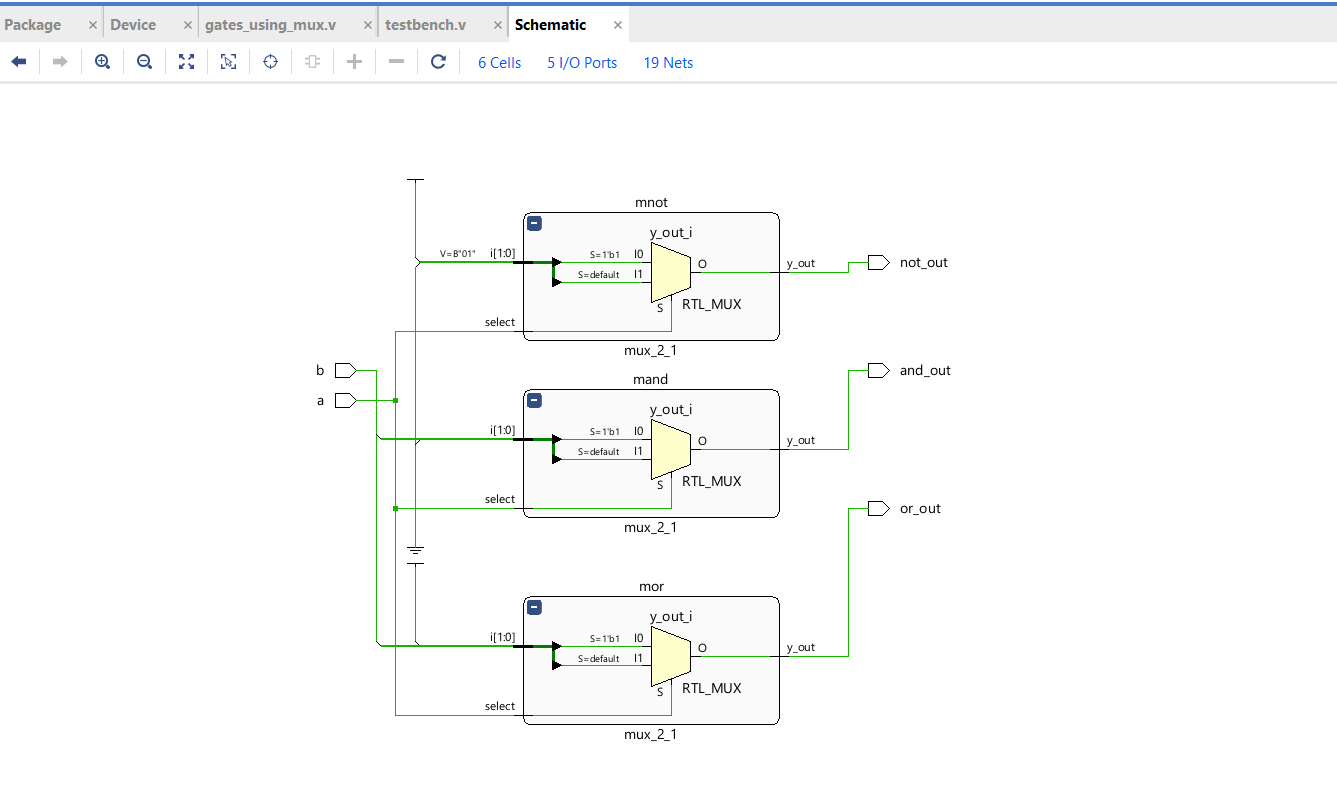 Package Device gates_using_mux.v testbench.v Schematic
6 Cells 5 I/O Ports 19 Nets
mnot
y_out_i
V=B"01" i[1:0] S=1'b1 I0
S=default I1
O
y_out
not_out
S
RTL_MUX
select
mux_2_1
b
a
mand
and_out
y_out_i
i[1:0] S=1'b1 I0
S=default I1
O
y_out
S
RTL_MUX
select
mux_2_1
or_out
mor
y_out_i
i[1:0] S=1'b1 I0
S=default I1
O
y_out
S
RTL_MUX
select
mux_2_1